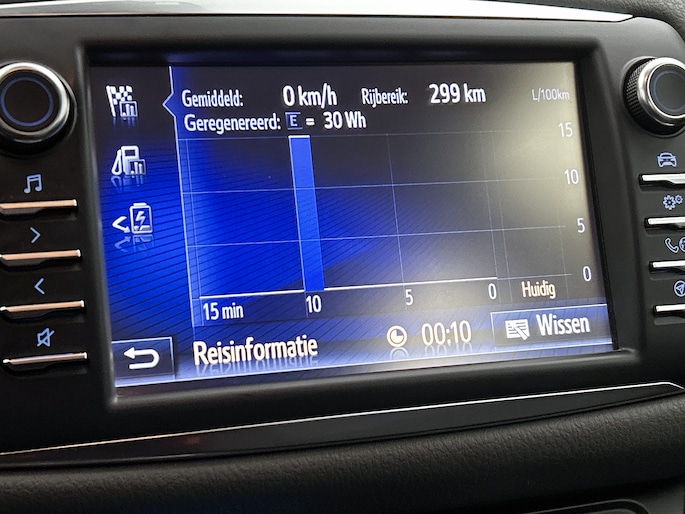 Gemiddeld: 0 km/h Rijbereik: 299 km L/100km
Geregenereerd: E = 30 Wh
15
10
5
0
15 min 10 5 0 Huidig
Reisinformatie 00:10 Wissen